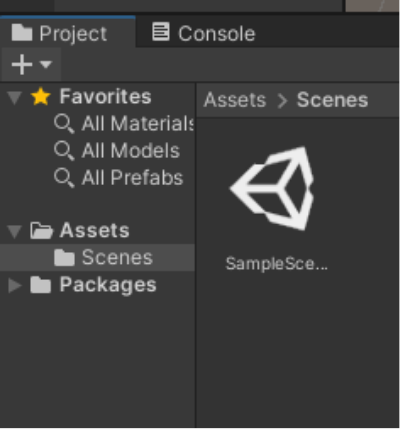 Project
Console
Favorites
All Materials
All Models
All Prefabs
Assets
Scenes
Packages
Assets > Scenes
SampleSce...